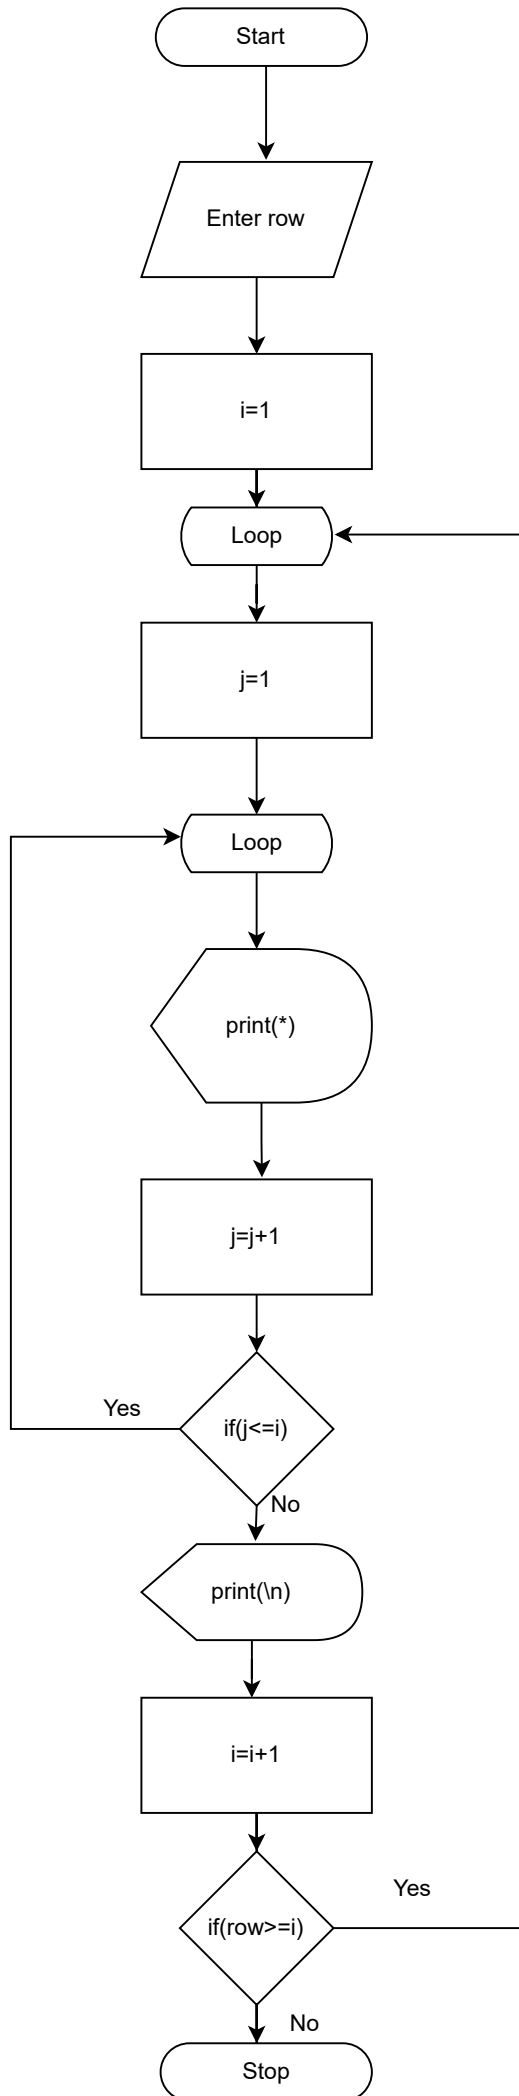 Start
Enter row
i=1
Loop
j=1
Loop
print(*)
j=j+1
if(j<=i)
Yes
No
print(\n)
i=i+1
if(row>=i)
Yes
No
Stop